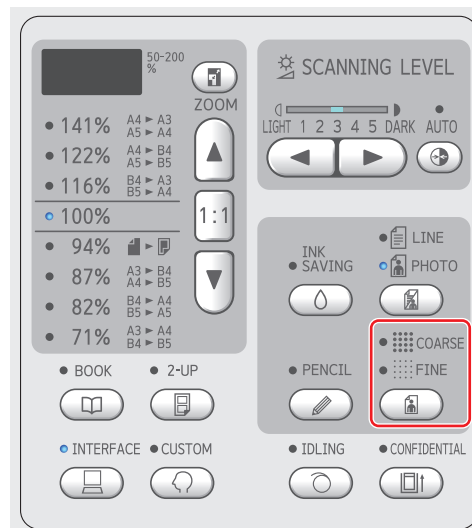 50-200
%
ZOOM
141% A4 ► A3
A5 ► A4
122% A4 ► B4
A5 ► B5
116% B4 ► A3
B5 ► A4
100%
94%
87% A3 ► B4
A4 ► B5
82% B4 ► A4
B5 ► A5
71% A3 ► A4
B4 ► B5
1:1
BOOK
2-UP
INTERFACE
CUSTOM
SCANNING LEVEL
LIGHT 1 2 3 4 5 DARK AUTO
INK
SAVING
LINE
PHOTO
PENCIL
COARSE
FINE
IDLING
CONFIDENTIAL